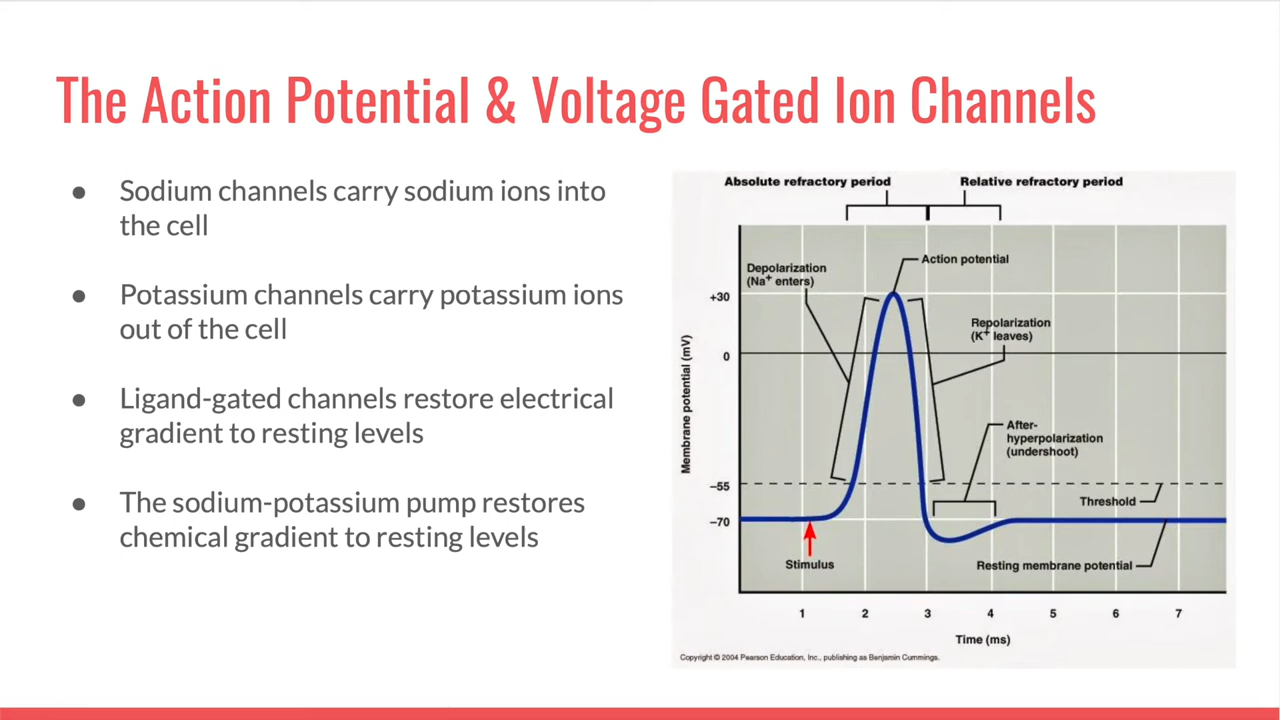 The Action Potential & Voltage Gated Ion Channels
● Sodium channels carry sodium ions into
the cell
● Potassium channels carry potassium ions
out of the cell
● Ligand-gated channels restore electrical
gradient to resting levels
● The sodium-potassium pump restores
chemical gradient to resting levels
Absolute refractory period
Relative refractory period
Action potential
Depolarization
(Na+ enters)
Repolarization
(K+ leaves)
After-
hyperpolarization
(undershoot)
Threshold
Stimulus
Resting membrane potential
Membrane potential (mV)
+30
0
–55
–70
1 2 3 4 5 6 7
Time (ms)
Copyright © 2004 Pearson Education, Inc., publishing as Benjamin Cummings.